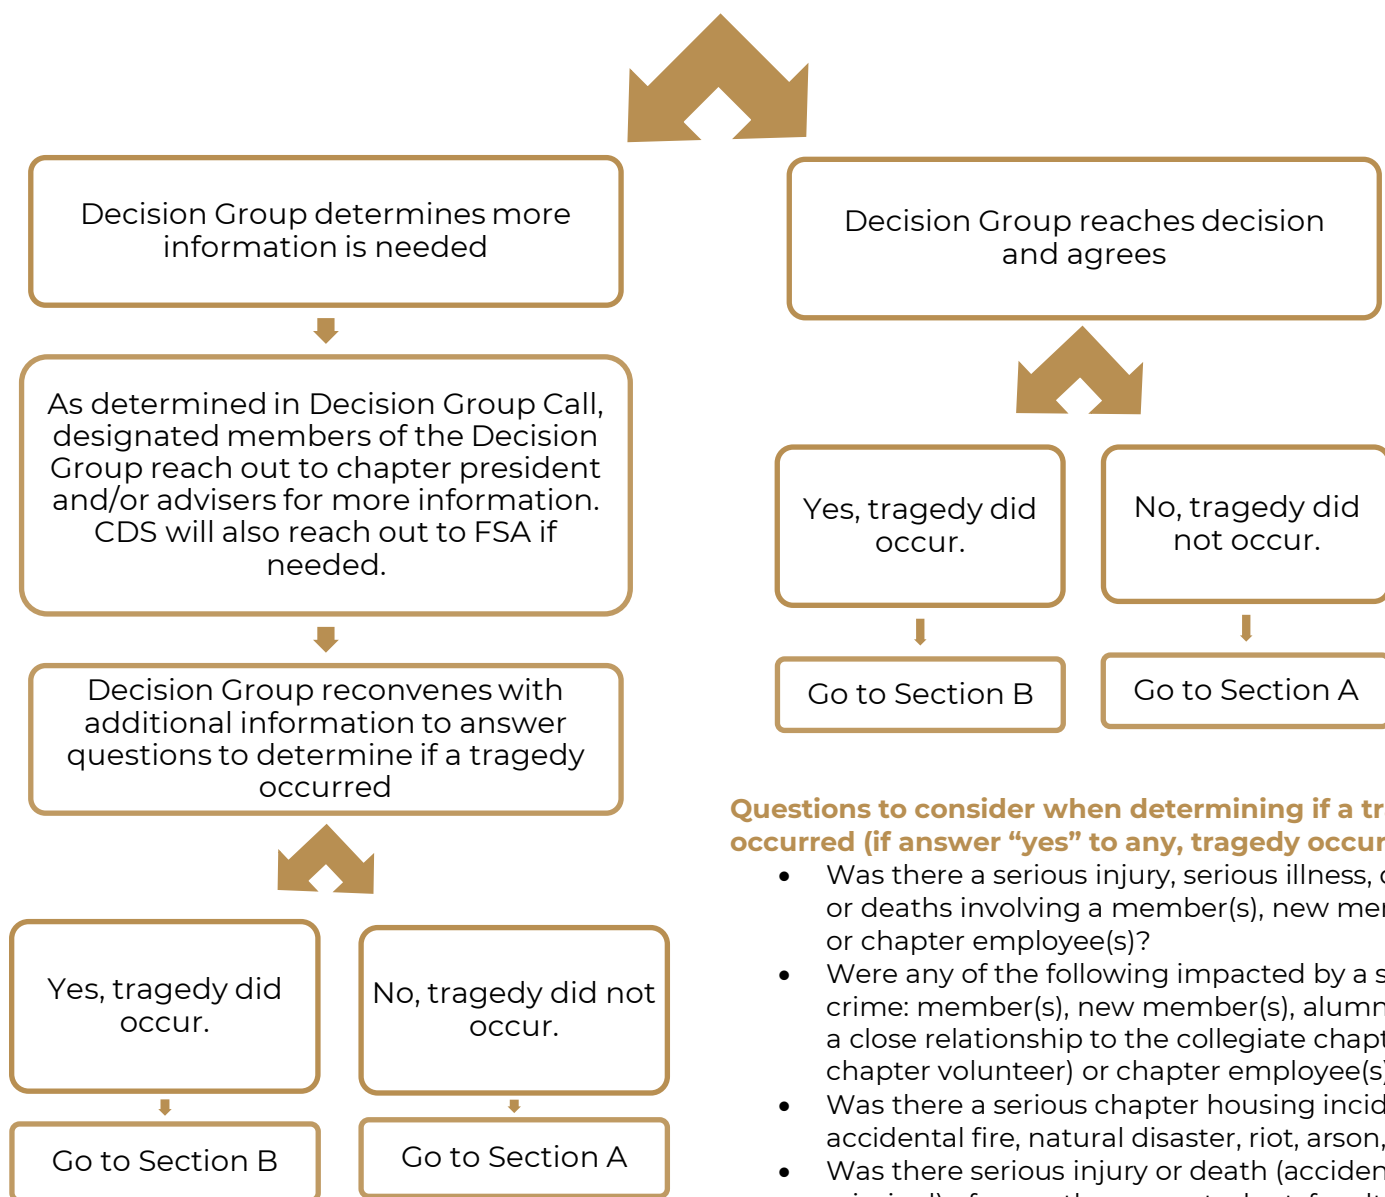 Decision Group determines more
information is needed
As determined in Decision Group Call,
designated members of the Decision
Group reach out to chapter president
and/or advisers for more information.
CDS will also reach out to FSA if
needed.
Decision Group reconvenes with
additional information to answer
questions to determine if a tragedy
occurred
Yes, tragedy did
occur.
No, tragedy did not
occur.
Go to Section B
Go to Section A
Decision Group reaches decision
and agrees
Yes, tragedy did
occur.
No, tragedy did
not occur.
Go to Section B
Go to Section A
Questions to consider when determining if a
occurred (if answer “yes” to any, tragedy
• Was there a serious injury, serious illness,
or deaths involving a member(s), new
or chapter employee(s)?
• Were any of the following impacted by a
crime: member(s), new member(s),
a close relationship to the collegiate
chapter volunteer) or chapter employee(s)
• Was there a serious chapter housing
accidental fire, natural disaster, riot, arson,
• Was there serious injury or death